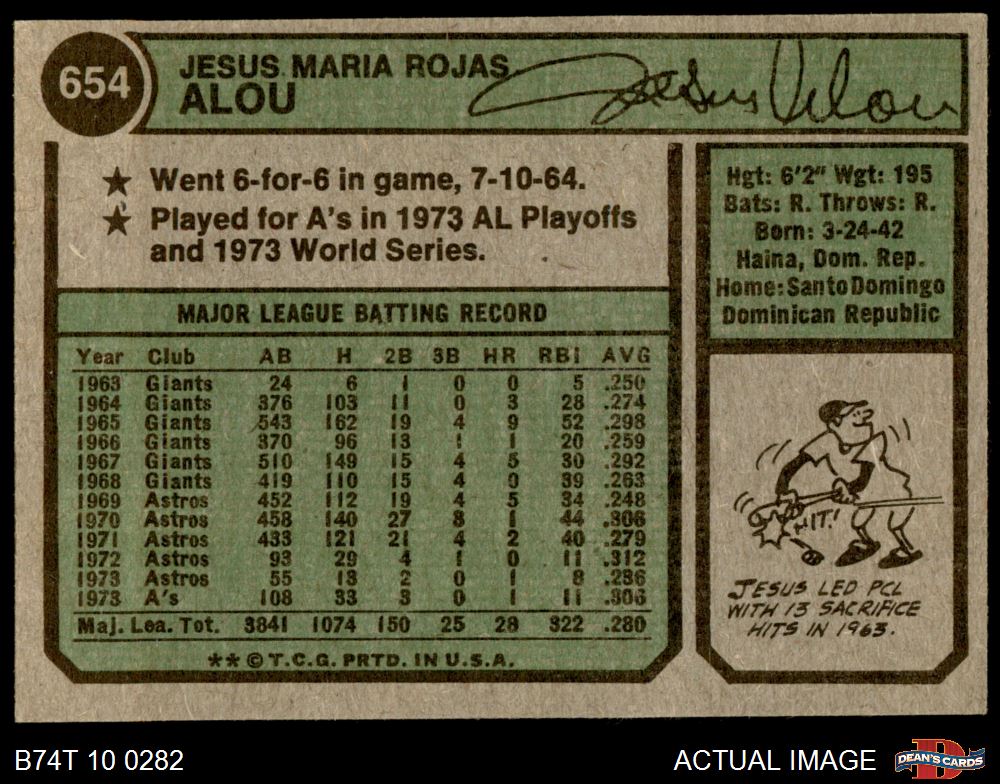 654
JESUS MARIA ROJAS
ALOU
Jesus Alou
★ Went 6-for-6 in game, 7-10-64.
★ Played for A's in 1973 AL Playoffs
and 1973 World Series.
MAJOR LEAGUE BATTING RECORD
Year Club AB H 2B 3B HR RBI AVG
1963 Giants 24 6 1 0 0 5 .250
1964 Giants 376 103 11 0 3 28 .274
1965 Giants 543 162 19 4 9 52 .298
1966 Giants 370 96 13 1 1 20 .259
1967 Giants 510 149 15 4 5 30 .292
1968 Giants 419 110 15 4 0 39 .263
1969 Astros 452 112 19 4 5 34 .248
1970 Astros 458 140 27 8 1 44 .306
1971 Astros 433 121 21 4 2 40 .279
1972 Astros 93 29 4 1 0 11 .312
1973 Astros 55 13 2 0 1 8 .236
1973 A's 108 33 3 0 1 11 .306
Maj. Lea. Tot. 3841 1074 150 25 28 322 .280
** © T.C.G. PRTD. IN U.S.A.
Hgt: 6'2" Wgt: 195
Bats: R. Throws: R.
Born: 3-24-42
Haina, Dom. Rep.
Home: Santo Domingo
Dominican Republic
HIT!
JESUS LED PCL
WITH 13 SACRIFICE
HITS IN 1963.
B74T 10 0282
ACTUAL IMAGE
D
DEAN'S CARDS